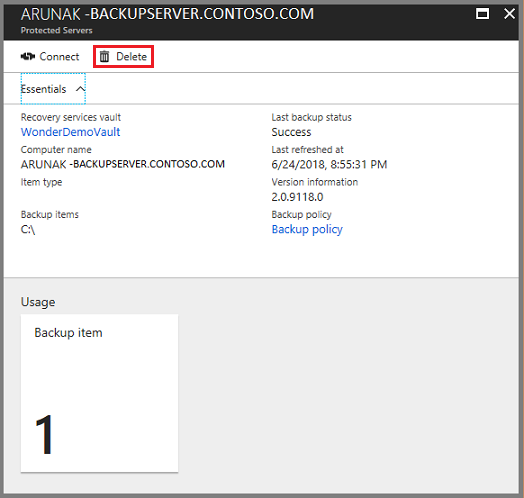 ARUNAK -BACKUPSERVER.CONTOSO.COM
Protected Servers
Connect
Delete
Essentials
Recovery services vault
WonderDemoVault
Computer name
ARUNAK -BACKUPSERVER.CONTOSO.COM
Item type
Backup items
C:\
Last backup status
Success
Last refreshed at
6/24/2018, 8:55:31 PM
Version information
2.0.9118.0
Backup policy
Backup policy
Usage
Backup item
1